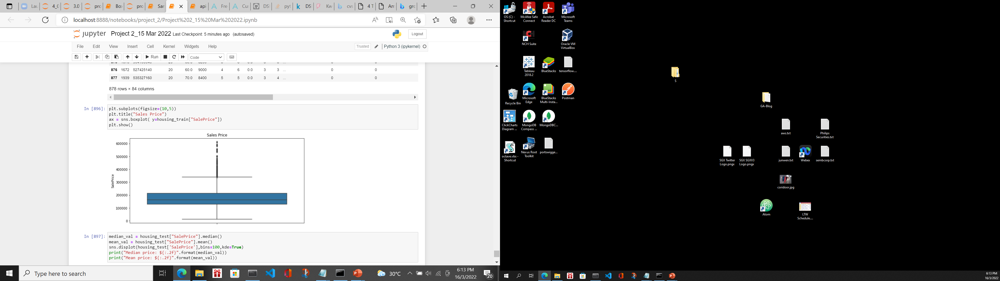 Lau
4_0
3.0
pro
Box
pro
Sar
api
Fre
Cus
DS
pyt
DS
Kw
cvs
4 T
Am
gro
localhost:8888/notebooks/project_2/Project%202_15%20Mar%202022.ipynb
jupyter Project 2_15 Mar 2022 Last Checkpoint: 5 minutes ago (autosaved)
Logout
File Edit View Insert Cell Kernel Widgets Help
Trusted
Python 3 (ipykernel)
Run
Code
876 1672 527425140 20 60.0 9000 4 6 0.0 3 3 ... 0 0
877 1939 535327160 20 70.0 8400 5 5 0.0 3 4 ... 0 0
878 rows × 84 columns
In [896]:
plt.subplots(figsize=(10,5))
plt.title("Sales Price")
ax = sns.boxplot( y=housing_train["SalePrice"])
plt.show()
Sales Price
600000
500000
400000
300000
200000
100000
0
SalePrice
In [897]:
median_val = housing_test["SalePrice"].median()
mean_val = housing_test["SalePrice"].mean()
sns.displot(housing_test['SalePrice'],bins=100,kde=True)
print("Median price: ${:.2f}".format(median_val))
print("Mean price: ${:.2f}".format(mean_val))
Type here to search
30°C
6:13 PM
16/3/2022
20
OS (C) -
Shortcut
McAfee Safe
Connect
Acrobat
Reader DC
Microsoft
Teams
NCH Suite
Oracle VM
VirtualBox
Tableau
2018.2
BlueStacks
tensorflow....
Recycle Bin
Microsoft
Edge
BlueStacks
Multi-Insta...
Postman
ClickCharts
Diagram ...
MongoDB
Compass ...
MongoDBC...
octave.vbs -
Shortcut
Nexus Root
Toolkit
portswigge...
S
GA-Blog
aws.txt
Philips
Securities.txt
SGX Twitter
Logo.pngx
SGX SGXV3
Logo.pngx
junwen.txt
Webex
sembcorp.txt
coridoor.jpg
Atom
LTW
Schedule....
6:13 PM
16/3/2022